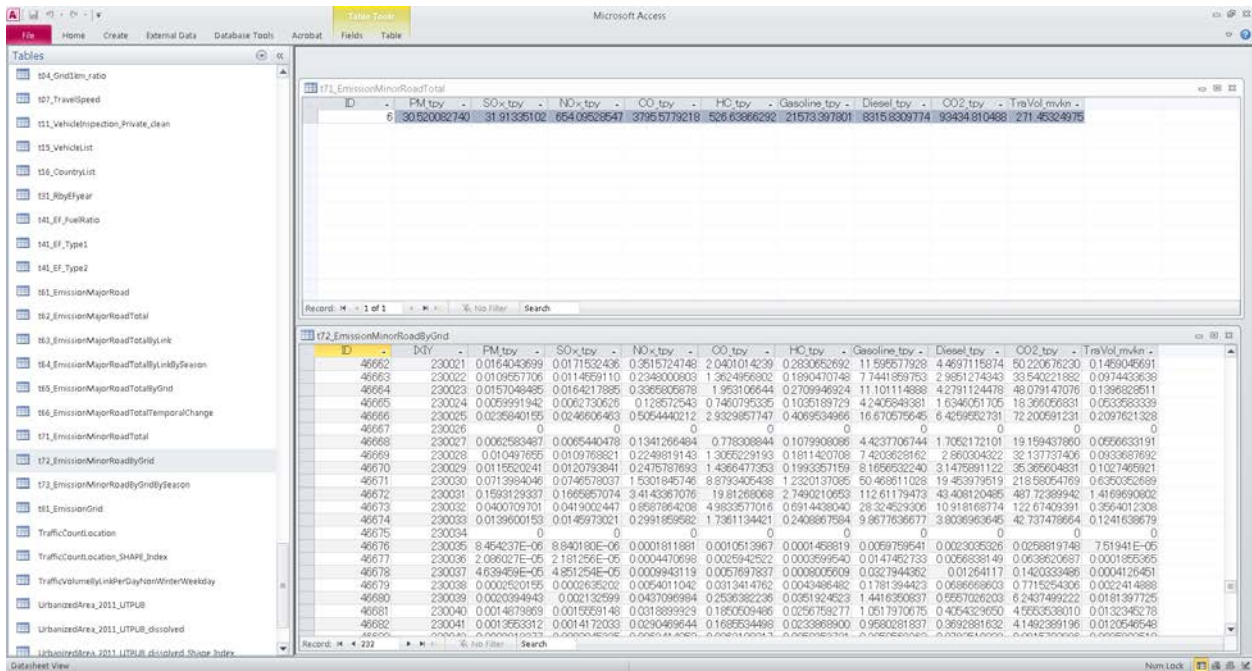 Table Tools
Microsoft Access
File Home Create External Data Database Tools Acrobat Fields Table
Tables
t04_Grid1km_ratio
t07_TravelSpeed
t11_VehicleInspection_Private_clean
t15_VehicleList
t16_CountryList
t31_RbyEFyear
t41_EF_FuelRatio
t41_EF_Type1
t41_EF_Type2
t61_EmissionMajorRoad
t62_EmissionMajorRoadTotal
t63_EmissionMajorRoadTotalByLink
t64_EmissionMajorRoadTotalByLinkBySeason
t65_EmissionMajorRoadTotalByGrid
t66_EmissionMajorRoadTotalTemporalChange
t71_EmissionMinorRoadTotal
t72_EmissionMinorRoadByGrid
t73_EmissionMinorRoadByGridBySeason
t81_EmissionGrid
TrafficCountLocation
TrafficCountLocation_SHAPE_Index
TrafficVolumeByLinkPerDayNonWinterWeekday
UrbanizedArea_2011_UTPUB
UrbanizedArea_2011_UTPUB_dissolved
UrbanizedArea_2011_UTPUB_dissolved_Shape_Index
t71_EmissionMinorRoadTotal
ID PM_tpy SOx_tpy NOx_tpy CO_tpy HC_tpy Gasoline_tpy Diesel_tpy CO2_tpy TraVol_mvkn
6 30.520082740 31.91335102 654.09528547 3795.5779218 526.63866292 21573.397801 8315.8309774 93434.810488 271.45324975
Record: 1 of 1 No Filter Search
t72_EmissionMinorRoadByGrid
ID IXIY PM_tpy SOx_tpy NOx_tpy CO_tpy HC_tpy Gasoline_tpy Diesel_tpy CO2_tpy TraVol_mvkn
46662 230021 0.0164043699 0.0171532436 0.3515724748 2.0401014239 0.2830652692 11.595577928 4.4697115874 50.220676230 0.1459045691
46663 230022 0.0109557706 0.0114559110 0.2348000803 1.3624956802 0.1890470748 7.7441859753 2.9851274343 33.540221982 0.0974433638
46664 230023 0.0157048485 0.0164217885 0.3365805878 1.953106644 0.2709946924 11.101114888 4.2791124478 48.079147076 0.1396828511
46665 230024 0.0059991942 0.0062730626 0.128572543 0.7460795335 0.1035189729 4.2405849381 1.6346051705 18.366056831 0.0533583339
46666 230025 0.0235840155 0.0246606463 0.5054440212 2.9329857747 0.4069534966 16.670575645 6.4259552731 72.200591231 0.2097621328
46667 230026 0 0 0 0 0 0 0 0 0
46668 230027 0.0062583487 0.0065440478 0.1341266484 0.778308844 0.1079908086 4.4237706744 1.7052172101 19.159437860 0.0556633191
46669 230028 0.010497655 0.0109768821 0.2249819143 1.3055229193 0.1811420708 7.4203628162 2.860304322 32.137737406 0.0933687692
46670 230029 0.0115520241 0.0120793841 0.2475787693 1.4366477353 0.1993357159 8.1656532240 3.1475891122 35.365604831 0.1027465921
46671 230030 0.0713984046 0.0746578037 1.5301845746 8.8793405438 1.2320137085 50.468611028 19.453979519 218.58054769 0.6350352689
46672 230031 0.1593129337 0.1665857074 3.4143367076 19.81268068 2.7490210653 112.61179473 43.408120485 487.72389942 1.4169690802
46673 230032 0.0400709701 0.0419002447 0.8587864208 4.9833577016 0.6914438040 28.324529306 10.918168774 122.67409391 0.3564012308
46674 230033 0.0139600153 0.0145973021 0.2991859582 1.7361134421 0.2408867584 9.8677636677 3.8036963645 42.737478664 0.1241638679
46675 230034 0 0 0 0 0 0 0 0 0
46676 230035 8.454237E-06 8.840180E-06 0.0001811881 0.0010513967 0.0001458819 0.0059759541 0.0023035326 0.0258819748 7.51941E-05
46677 230036 2.086027E-05 2.181256E-05 0.0004470698 0.0025942522 0.0003599540 0.0147452733 0.0056838149 0.0638620687 0.0001855365
46678 230037 4.639459E-05 4.851254E-05 0.0009943119 0.0057697837 0.0008005609 0.0327944362 0.01264117 0.1420333486 0.0004126451
46679 230038 0.0002520155 0.0002635202 0.0054011042 0.0313414762 0.0043486482 0.1781394423 0.0686668603 0.7715254306 0.0022414888
46680 230039 0.0020394943 0.002132599 0.0437096984 0.2536382236 0.0351924523 1.4416350837 0.5557026203 6.2437499222 0.0181397725
46681 230040 0.0014879869 0.0015559148 0.0318899929 0.1850509486 0.0256759277 1.0517970675 0.4054329650 4.5553538010 0.0132345278
46682 230041 0.0013553312 0.0014172033 0.0290469644 0.1685534498 0.0233868900 0.9580281837 0.3692881632 4.1492389196 0.0120546548
Record: 232 No Filter Search
Datasheet View Num Lock